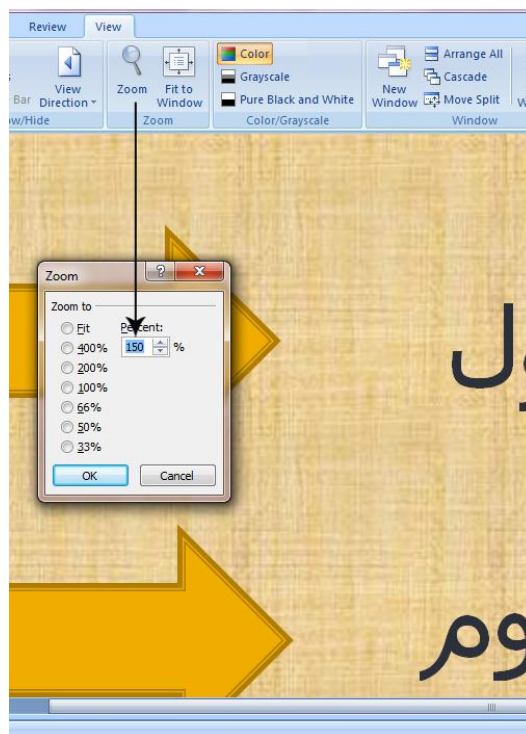 Review View
View Direction
Bar
Zoom
Fit to Window
Color
Grayscale
Pure Black and White
New Window
Arrange All
Cascade
Move Split
W
w/Hide
Zoom
Color/Grayscale
Window
Zoom
Zoom to
Fit
Percent:
400%
150 %
200%
100%
66%
50%
33%
OK Cancel
ول
وم